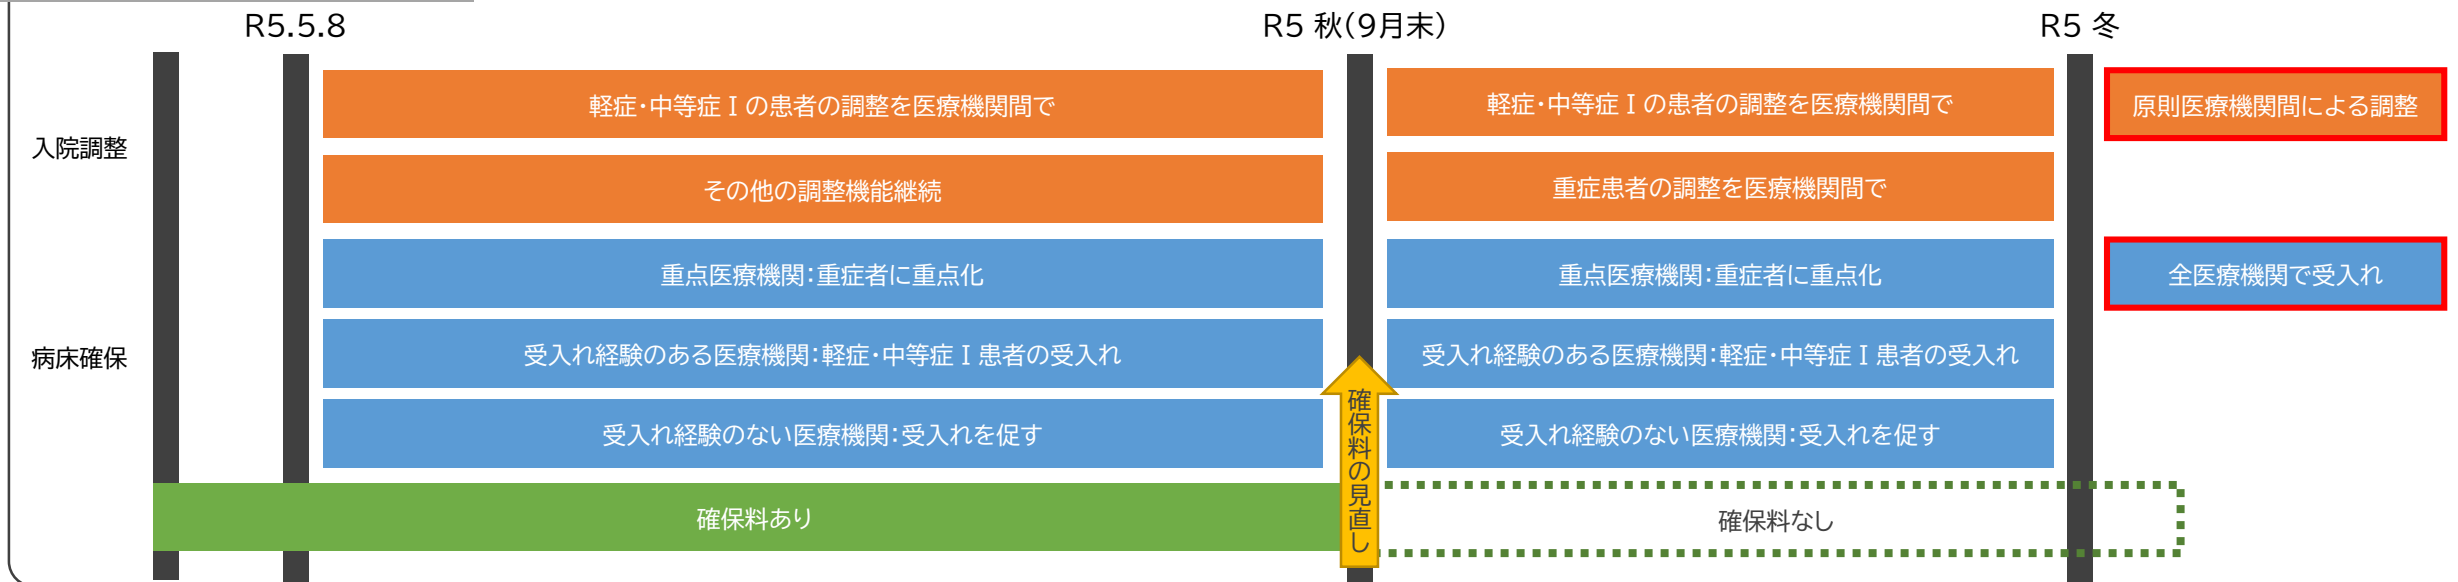 R5.5.8
R5 秋(9月末)
R5 冬
入院調整
軽症・中等症Ⅰの患者の調整を医療機関間で
軽症・中等症Ⅰの患者の調整を医療機関間で
原則医療機関間による調整
その他の調整機能継続
重症患者の調整を医療機関間で
病床確保
重点医療機関:重症者に重点化
重点医療機関:重症者に重点化
全医療機関で受入れ
受入れ経験のある医療機関:軽症・中等症Ⅰ患者の受入れ
受入れ経験のある医療機関:軽症・中等症Ⅰ患者の受入れ
受入れ経験のない医療機関:受入れを促す
受入れ経験のない医療機関:受入れを促す
確保料の見直し
確保料あり
確保料なし